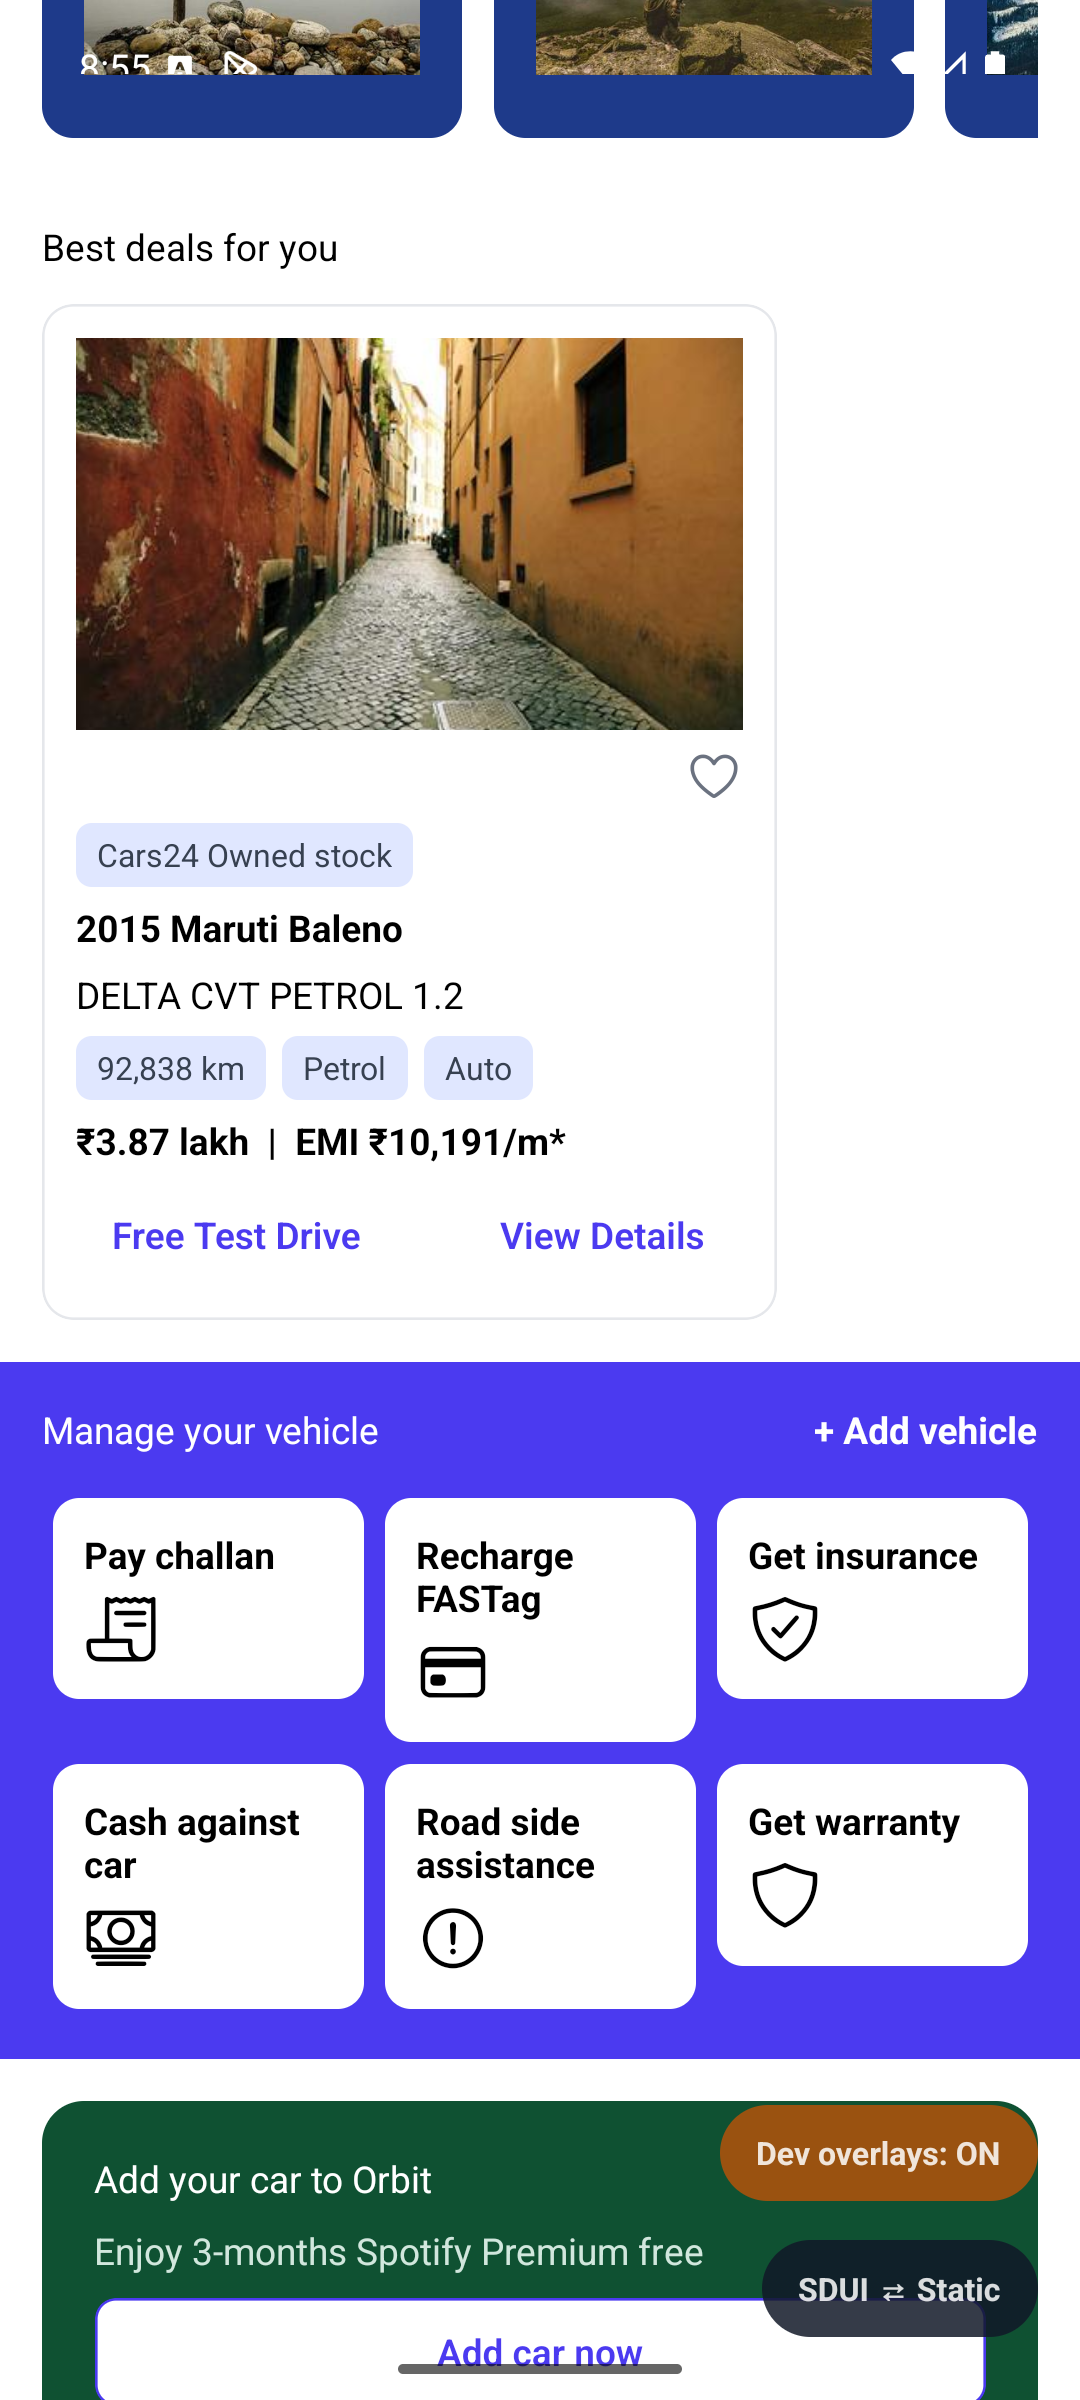 8:55
Best deals for you
Cars24 Owned stock
2015 Maruti Baleno
DELTA CVT PETROL 1.2
92,838 km Petrol Auto
₹3.87 lakh | EMI ₹10,191/m*
Free Test Drive View Details
Manage your vehicle + Add vehicle
Pay challan
Recharge
FASTag
Get insurance
Cash against
car
Road side
assistance
Get warranty
Dev overlays: ON
Add your car to Orbit
Enjoy 3-months Spotify Premium free
SDUI ⇄ Static
Add car now